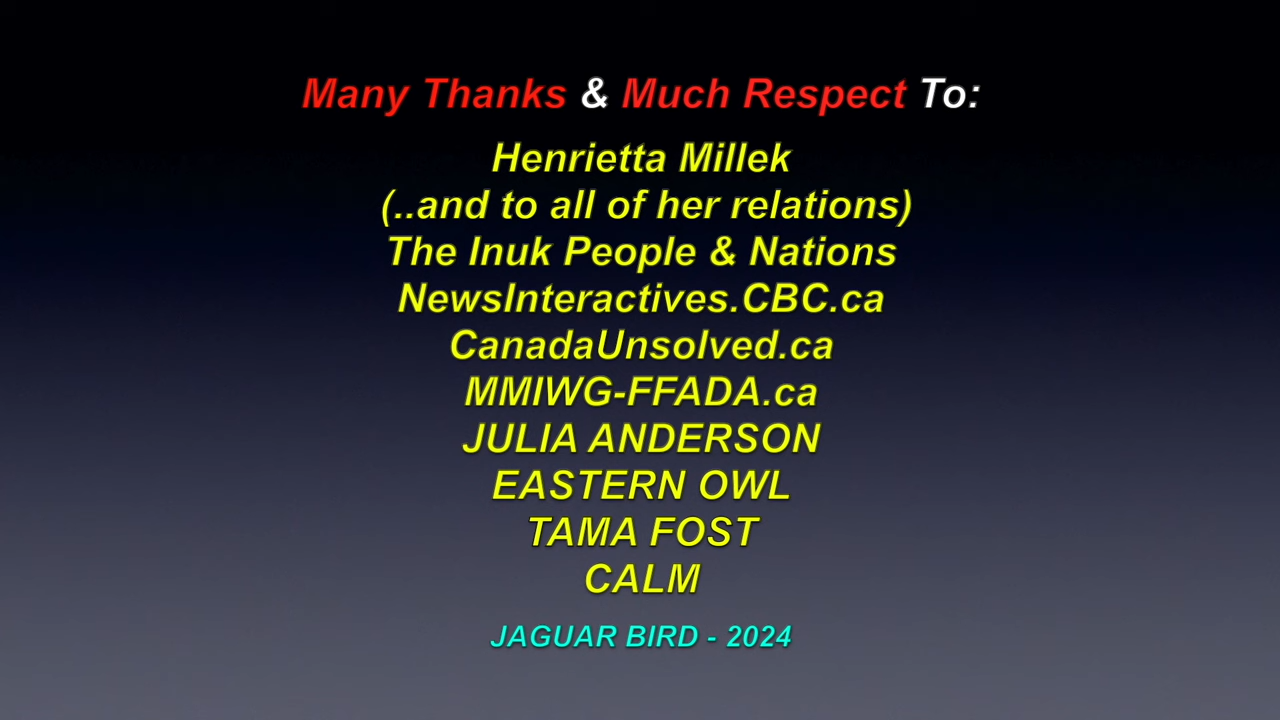 Many Thanks & Much Respect To:
Henrietta Millek
(..and to all of her relations)
The Inuk People & Nations
NewsInteractives.CBC.ca
CanadaUnsolved.ca
MMIWG-FFADA.ca
JULIA ANDERSON
EASTERN OWL
TAMA FOST
CALM
JAGUAR BIRD - 2024